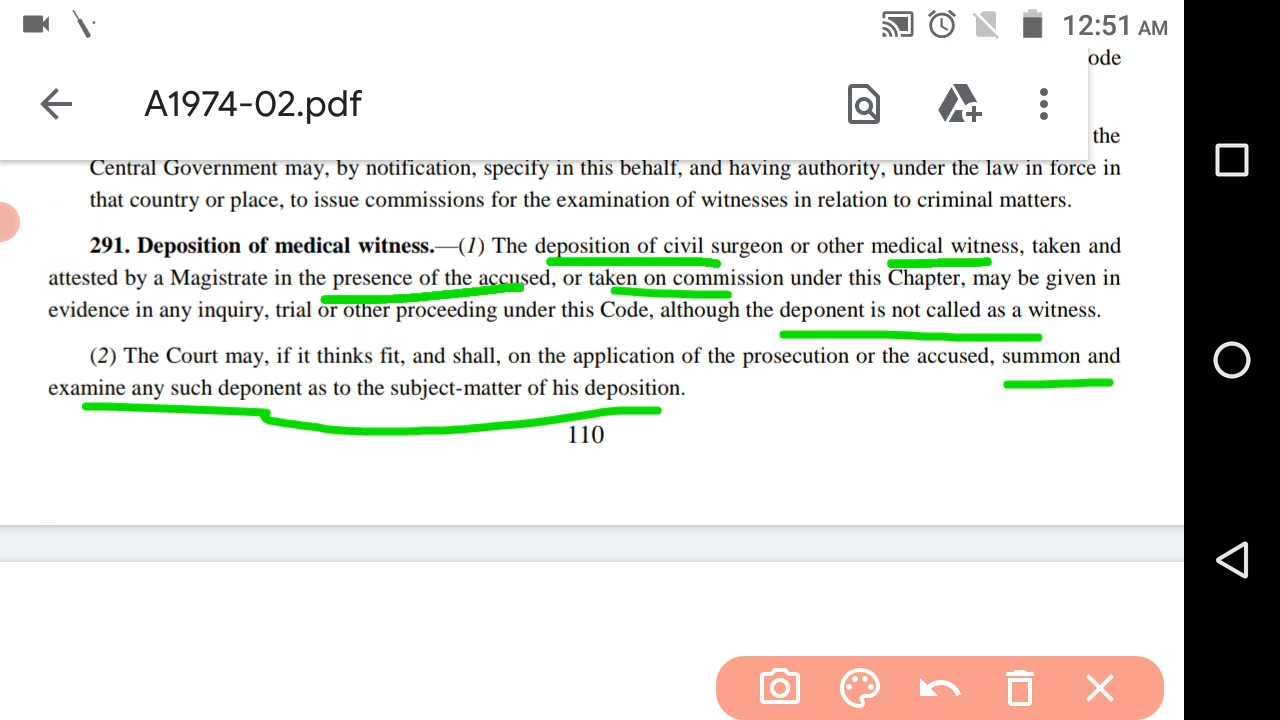 12:51 AM
ode
A1974-02.pdf
the
Central Government may, by notification, specify in this behalf, and having authority, under the law in force in
that country or place, to issue commissions for the examination of witnesses in relation to criminal matters.
291. Deposition of medical witness.—(1) The deposition of civil surgeon or other medical witness, taken and
attested by a Magistrate in the presence of the accused, or taken on commission under this Chapter, may be given in
evidence in any inquiry, trial or other proceeding under this Code, although the deponent is not called as a witness.
(2) The Court may, if it thinks fit, and shall, on the application of the prosecution or the accused, summon and
examine any such deponent as to the subject-matter of his deposition.
110